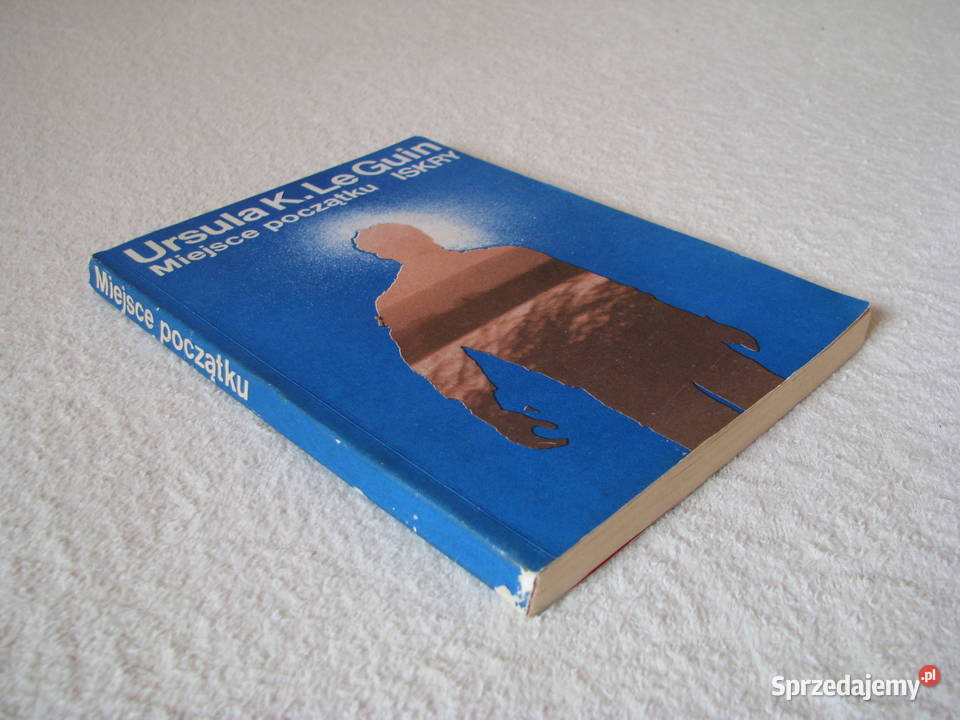 Ursula K. Le Guin
Miejsce początku ISKRY
Miejsce początku
Sprzedajemy.pl